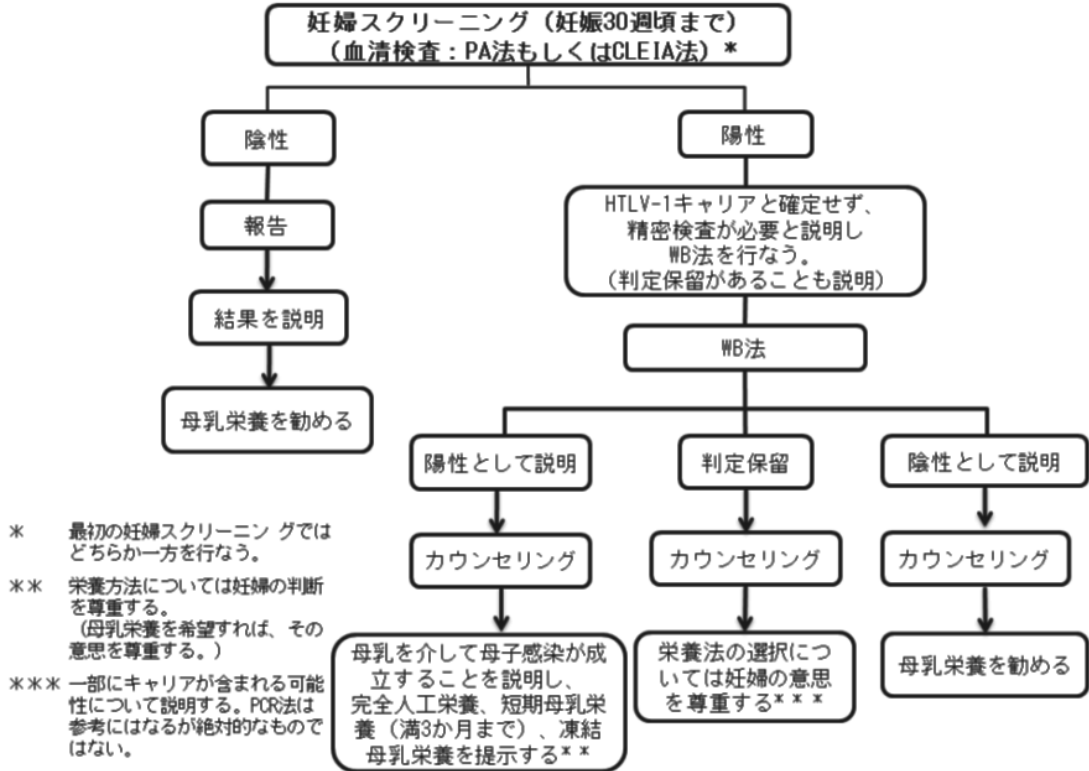 妊婦スクリーニング（妊娠30週頃まで）
（血清検査：PA法もしくはCLEIA法）*
陰性
報告
結果を説明
母乳栄養を勧める
陽性
HTLV-1キャリアと確定せず、
精密検査が必要と説明し
WB法を行なう。
（判定保留があることも説明）
WB法
陽性として説明
カウンセリング
母乳を介して母子感染が成
立することを説明し、
完全人工栄養、短期母乳栄
養（満3か月まで）、凍結
母乳栄養を提示する**
判定保留
カウンセリング
栄養法の選択につ
いては妊婦の意思
を尊重する***
陰性として説明
カウンセリング
母乳栄養を勧める
* 最初の妊婦スクリーニングでは
どちらか一方を行なう。
** 栄養方法については妊婦の判断
を尊重する。
（母乳栄養を希望すれば、その
意思を尊重する。）
*** 一部にキャリアが含まれる可能
性について説明する。PCR法は
参考にはなるが絶対的なもので
はない。